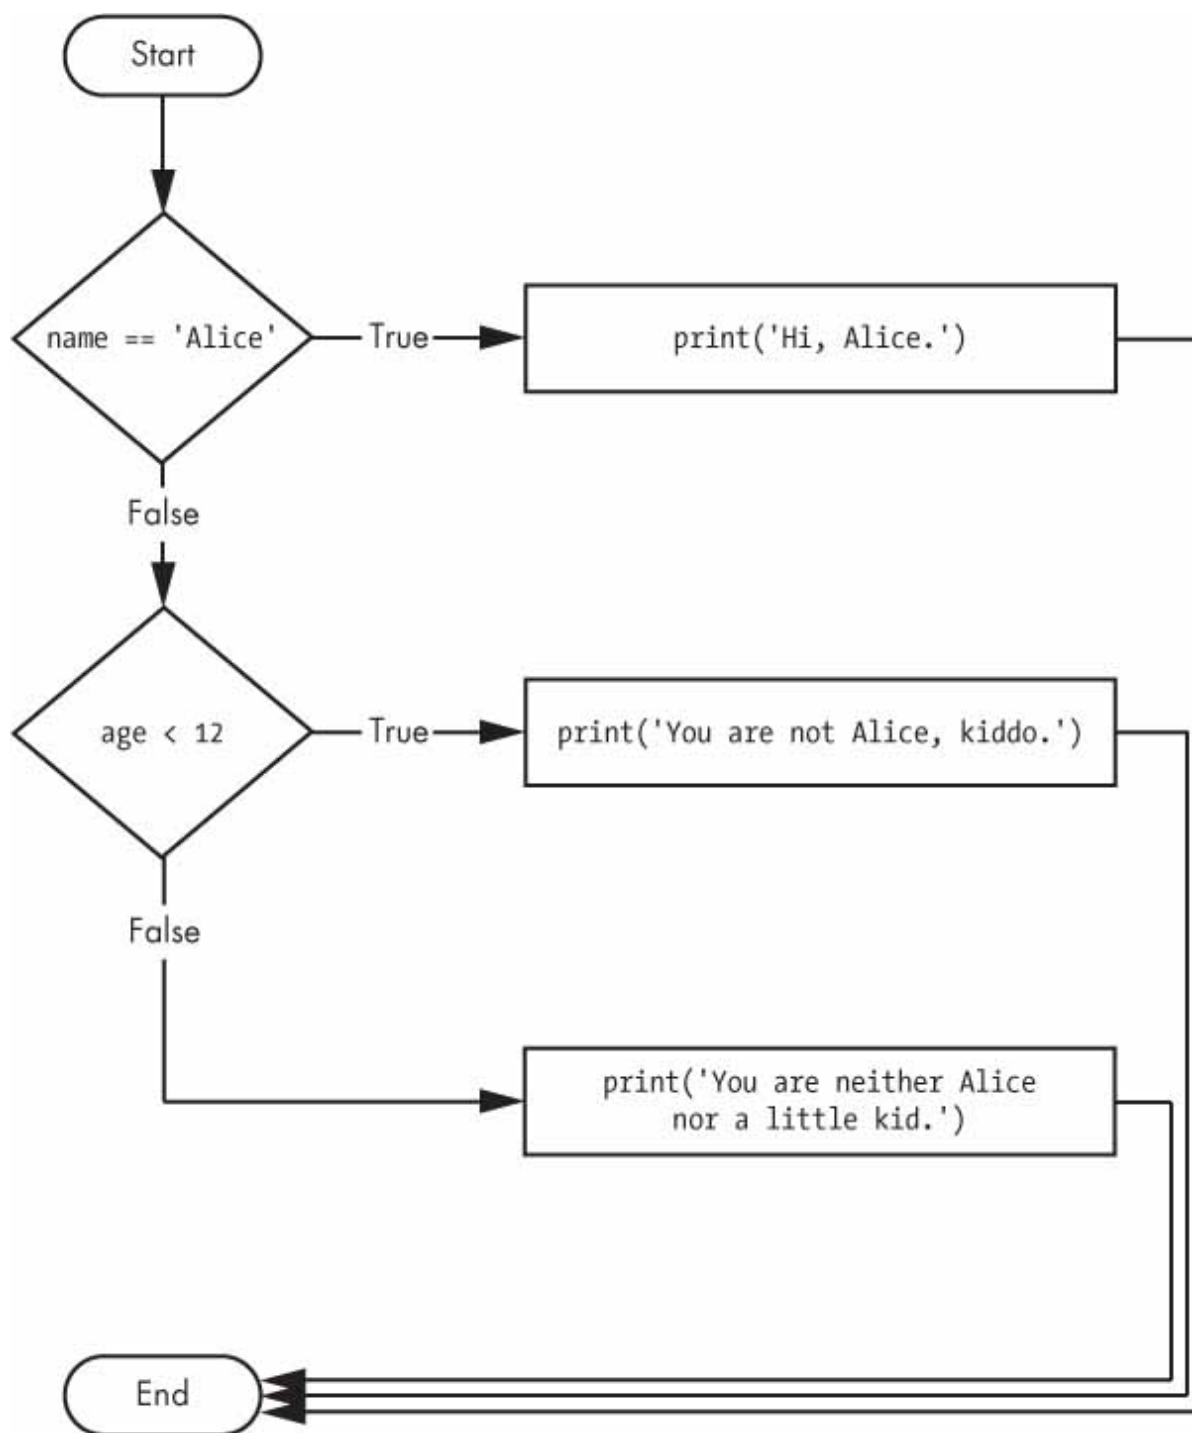 Start
name == 'Alice'
True
print('Hi, Alice.')
False
age < 12
True
print('You are not Alice, kiddo.')
False
print('You are neither Alice
nor a little kid.')
End